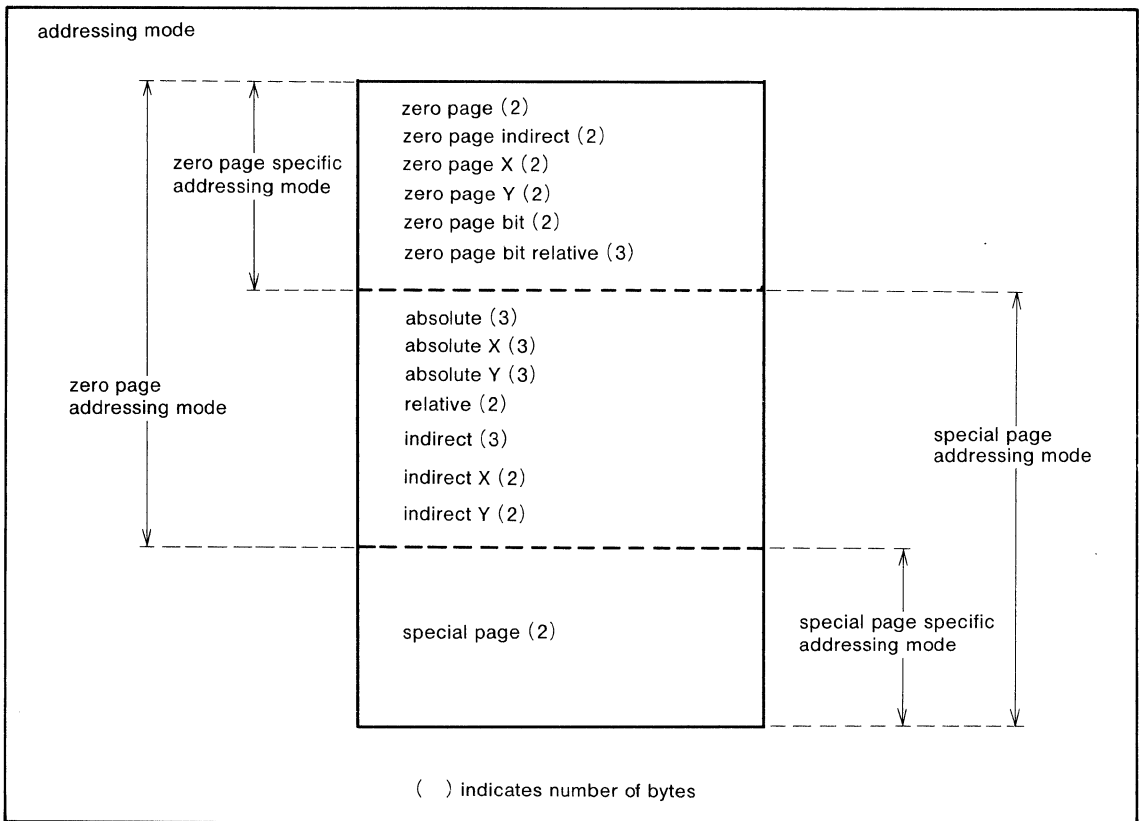 addressing mode
zero page (2)
zero page indirect (2)
zero page X (2)
zero page Y (2)
zero page bit (2)
zero page bit relative (3)
zero page specific
addressing mode
absolute (3)
absolute X (3)
absolute Y (3)
relative (2)
indirect (3)
indirect X (2)
indirect Y (2)
zero page
addressing mode
special page
addressing mode
special page (2)
special page specific
addressing mode
( ) indicates number of bytes